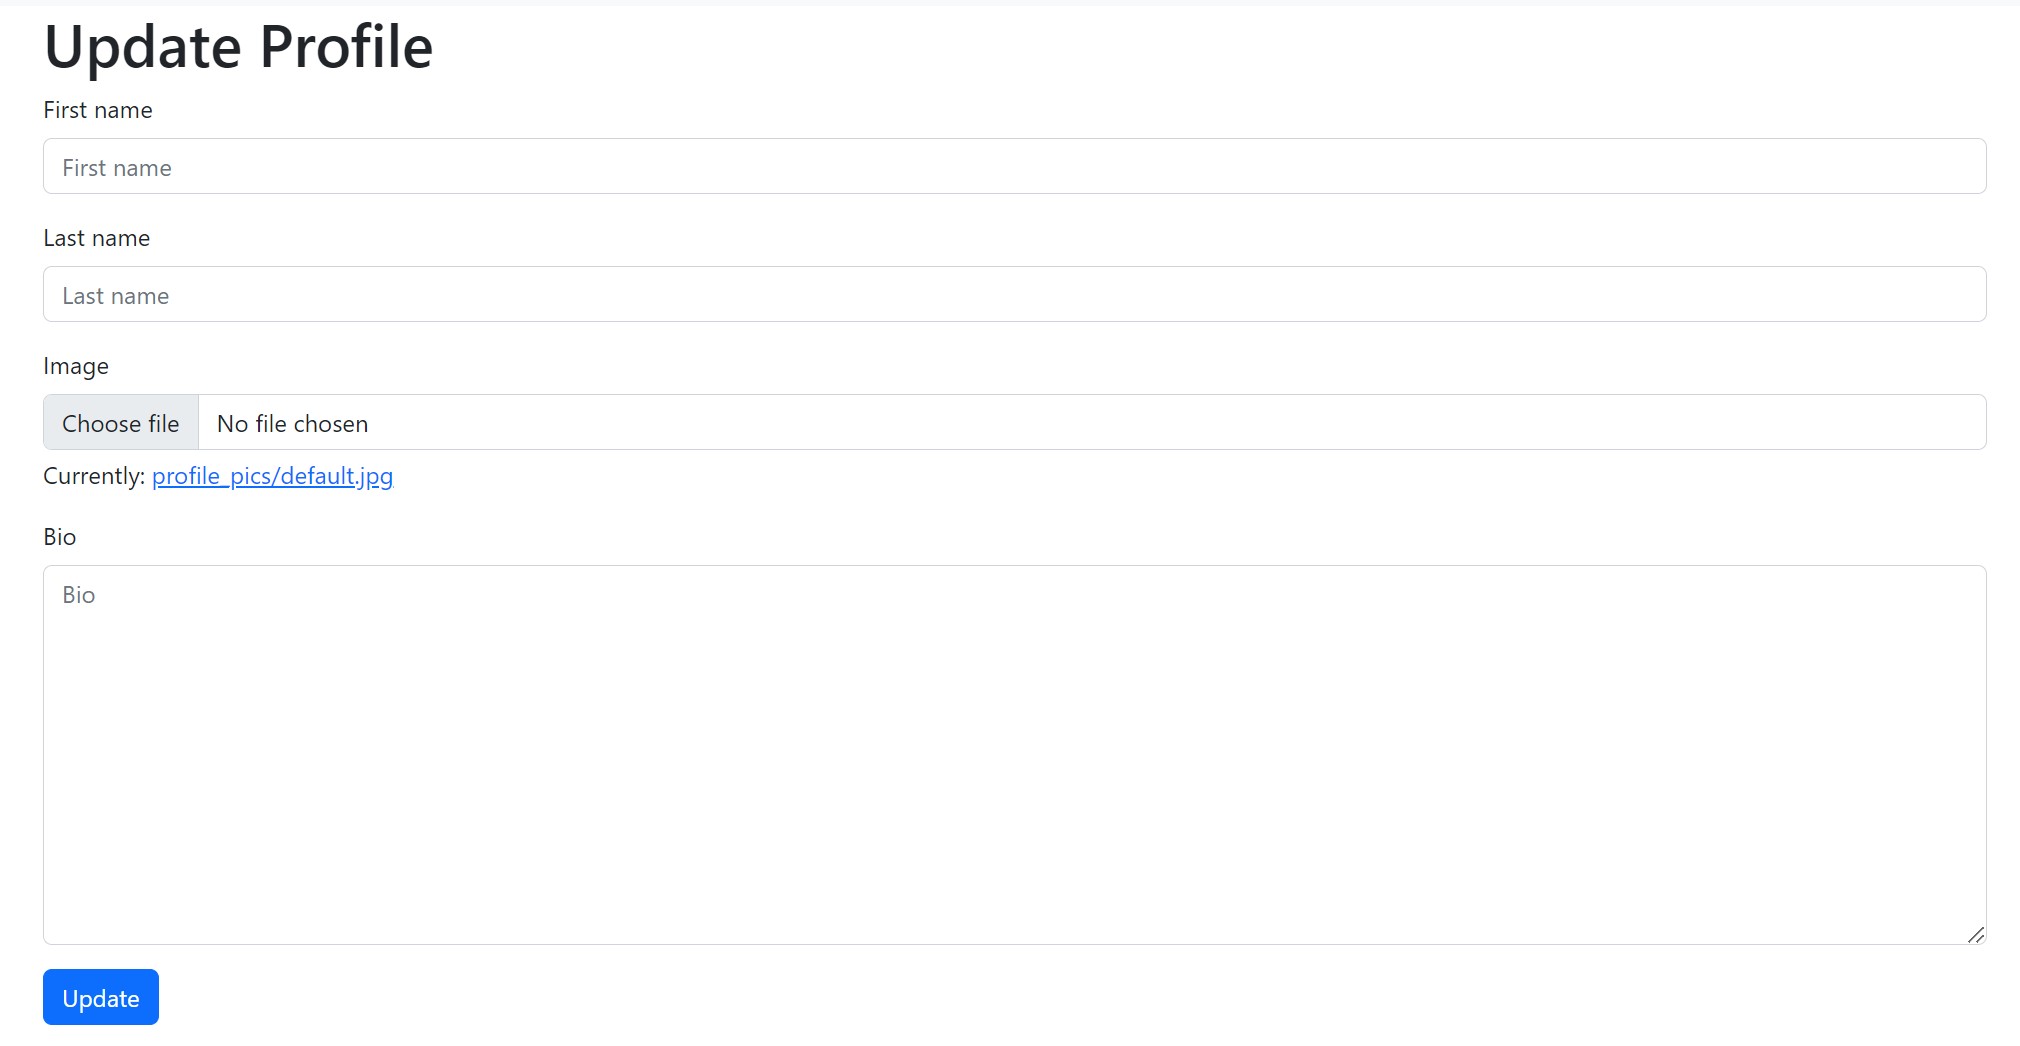 Update Profile
First name
First name
Last name
Last name
Image
Choose file No file chosen
Currently: profile_pics/default.jpg
Bio
Bio
Update